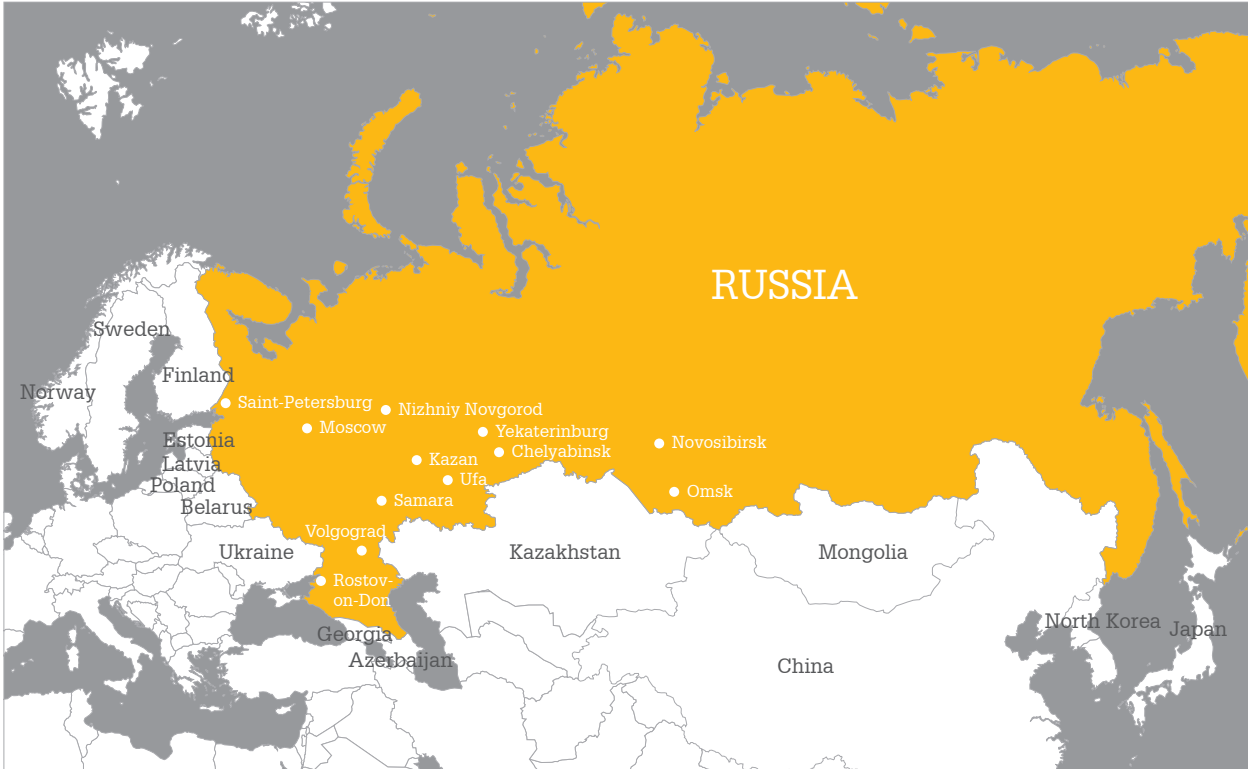 RUSSIA
Sweden
Finland
Norway
Saint-Petersburg
Nizhniy Novgorod
Moscow
Yekaterinburg
Novosibirsk
Estonia
Chelyabinsk
Kazan
Latvia
Ufa
Poland
Omsk
Samara
Belarus
Volgograd
Ukraine
Kazakhstan
Mongolia
Rostov-
on-Don
North Korea
Japan
Georgia
Azerbaijan
China